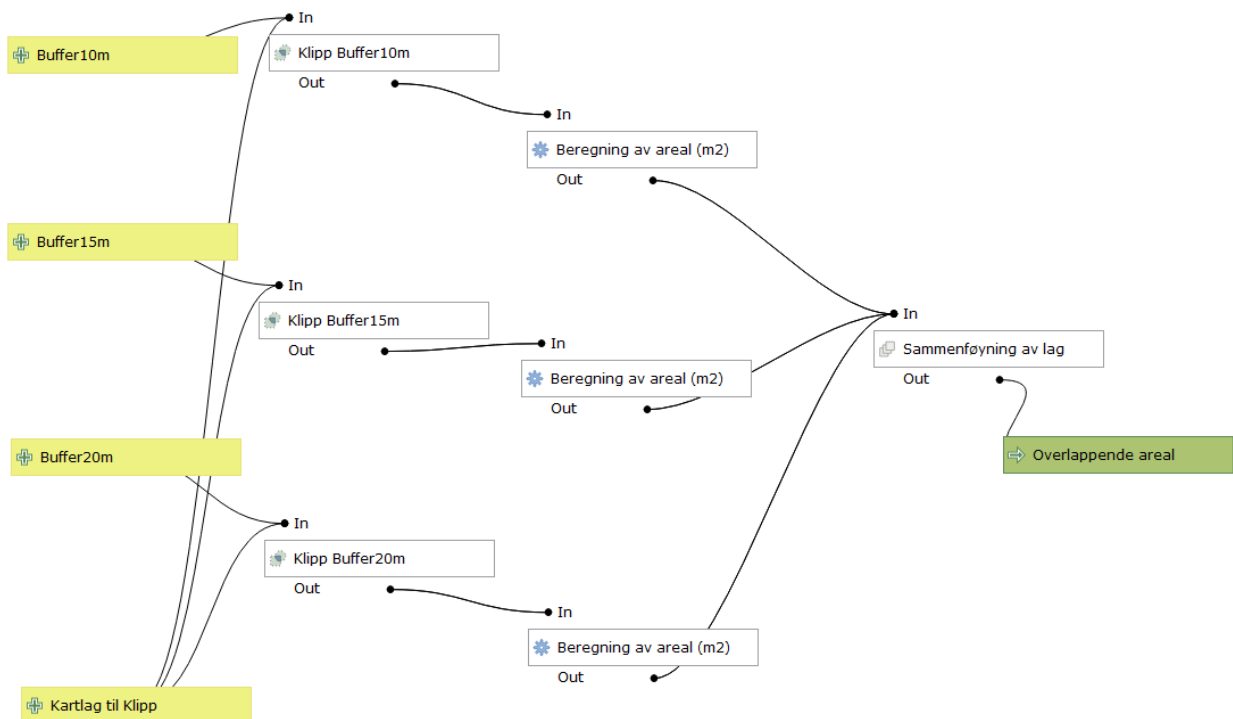 In
Buffer10m
Klipp Buffer10m
Out
In
Beregning av areal (m2)
Out
Buffer15m
In
Klipp Buffer15m
Out
In
Beregning av areal (m2)
Out
In
Sammenføyning av lag
Out
Overlappende areal
Buffer20m
In
Klipp Buffer20m
Out
In
Beregning av areal (m2)
Out
Kartlag til Klipp